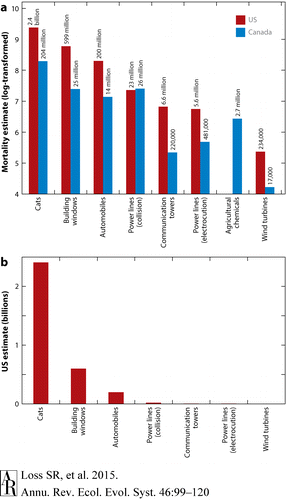 a
Mortality estimate (log-transformed)
10
9
8
7
6
5
4
US
Canada
2.4 billion
204 million
599 million
25 million
200 million
14 million
23 million
26 million
6.6 million
220,000
5.6 million
481,000
2.7 million
234,000
17,000
Cats
Building windows
Automobiles
Power lines (collision)
Communication towers
Power lines (electrocution)
Agricultural chemicals
Wind turbines
b
US estimate (billions)
2
1
0
Cats
Building windows
Automobiles
Power lines (collision)
Communication towers
Power lines (electrocution)
Wind turbines
AR
Loss SR, et al. 2015.
Annu. Rev. Ecol. Evol. Syst. 46:99–120